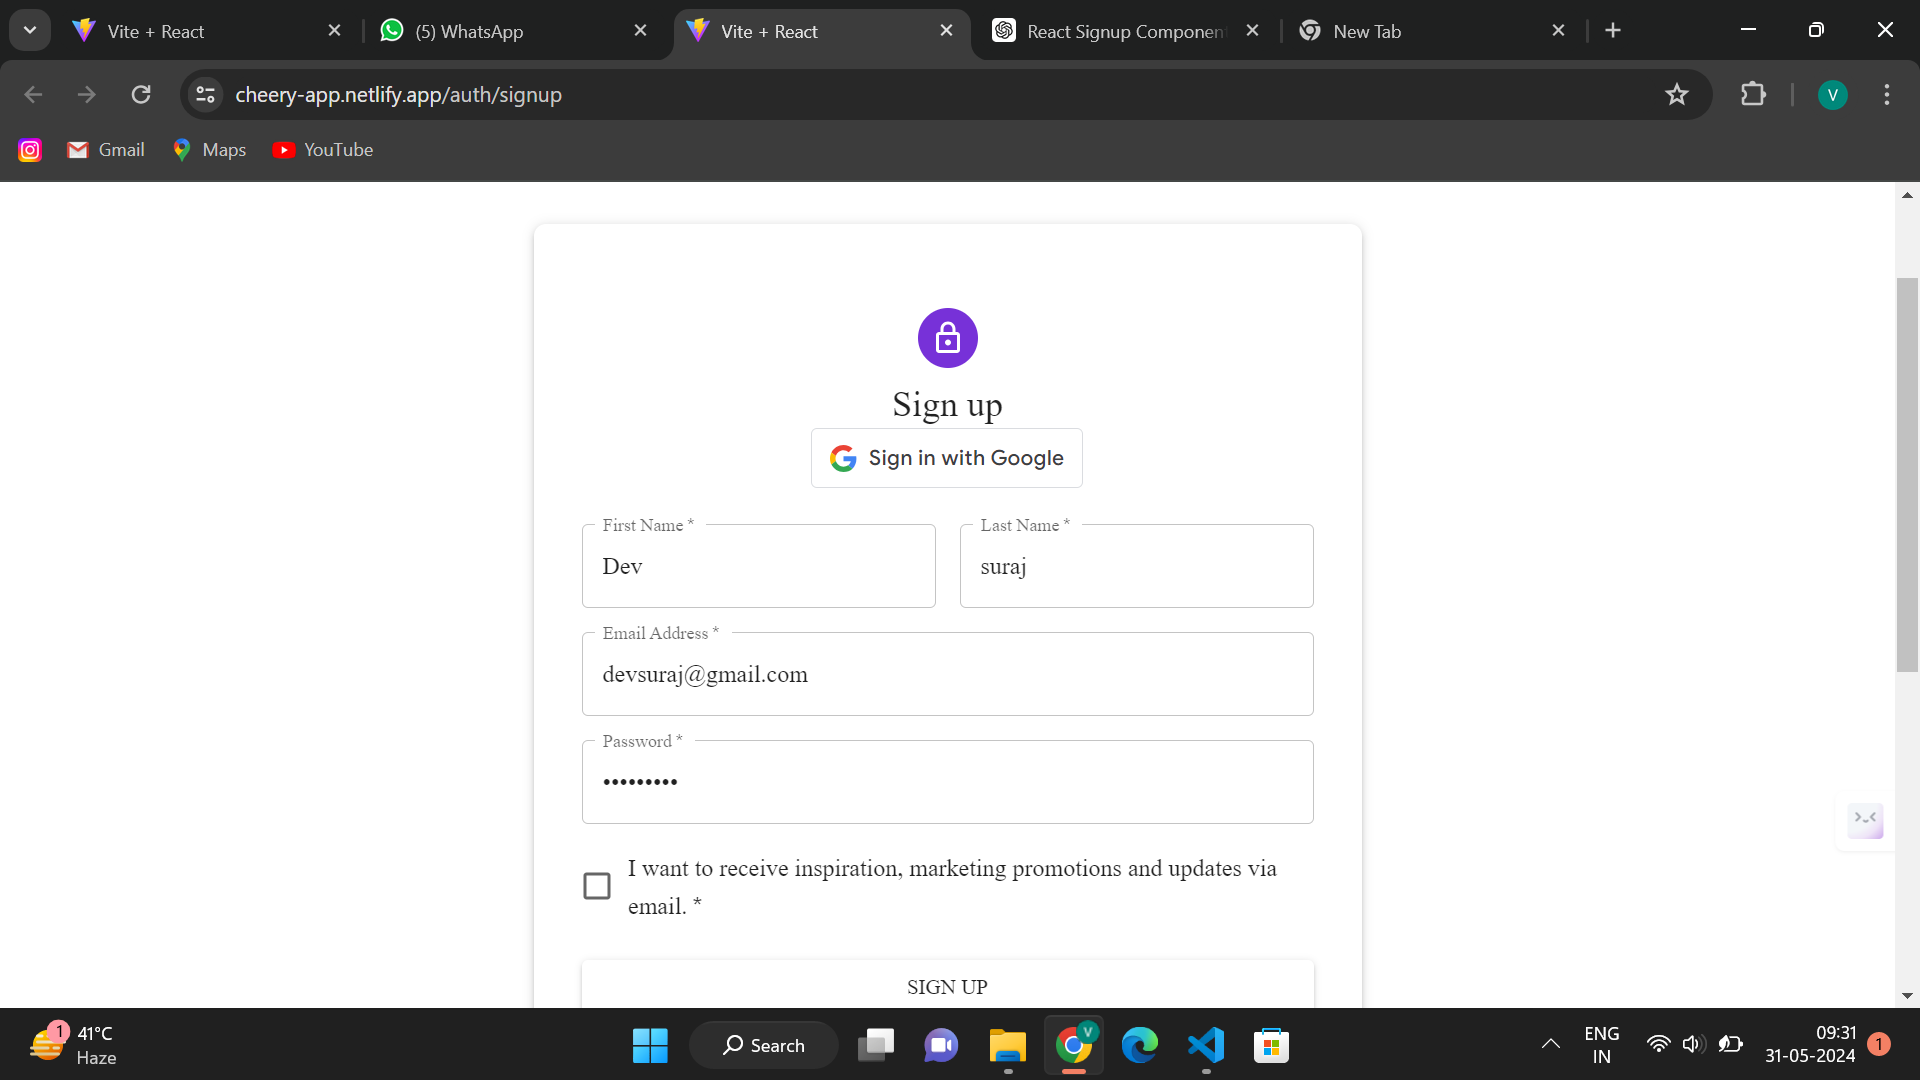 Vite + React
(5) WhatsApp
Vite + React
React Signup Componen
New Tab
cheery-app.netlify.app/auth/signup
V
Gmail
Maps
YouTube
Sign up
Sign in with Google
First Name *
Last Name *
Dev
suraj
Email Address *
devsuraj@gmail.com
Password *
•••••••••
I want to receive inspiration, marketing promotions and updates via
email. *
SIGN UP
1
41°C
Haze
Search
V
ENG
IN
09:31
31-05-2024
1